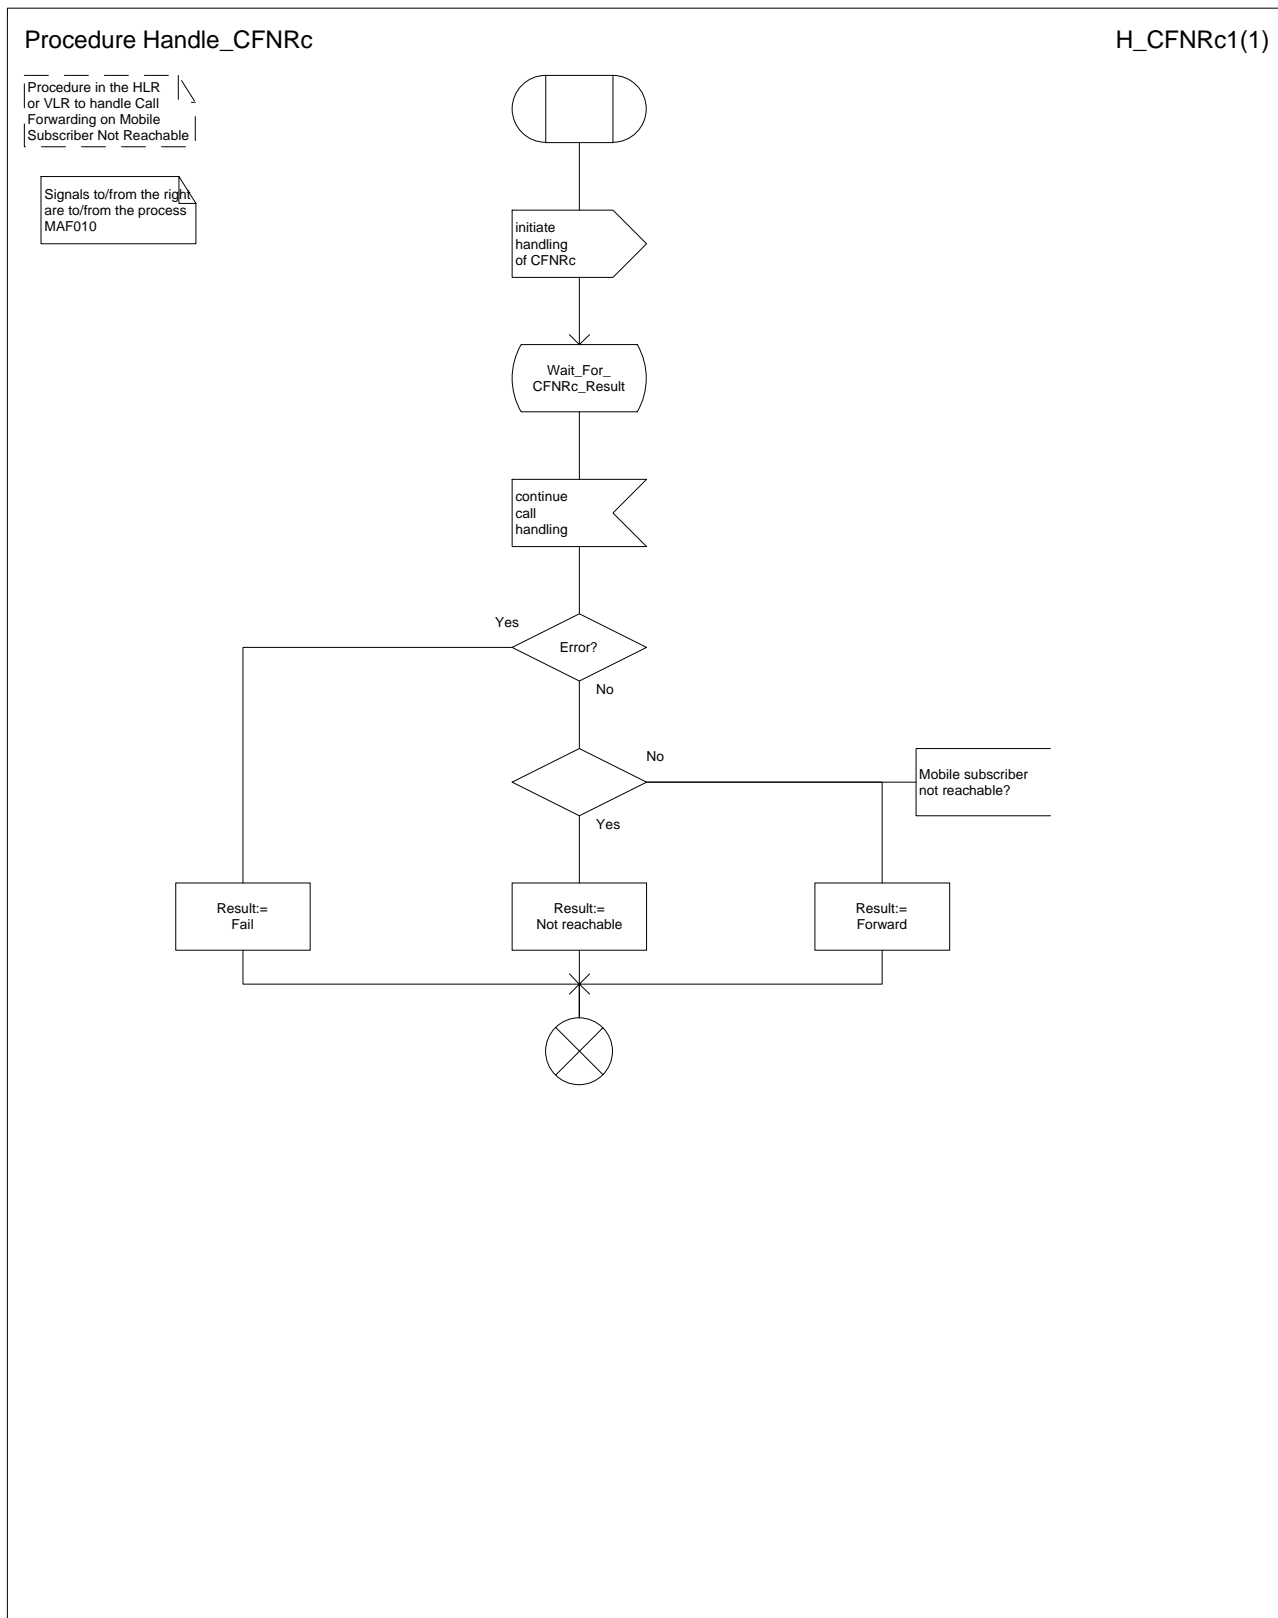 Procedure Handle_CFNRc
H_CFNRc1(1)
Procedure in the HLR
or VLR to handle Call
Forwarding on Mobile
Subscriber Not Reachable
Signals to/from the right
are to/from the process
MAF010
initiate
handling
of CFNRc
Wait_For_
CFNRc_Result
continue
call
handling
Yes
Error?
No
No
Mobile subscriber
not reachable?
Yes
Result:=
Fail
Result:=
Not reachable
Result:=
Forward